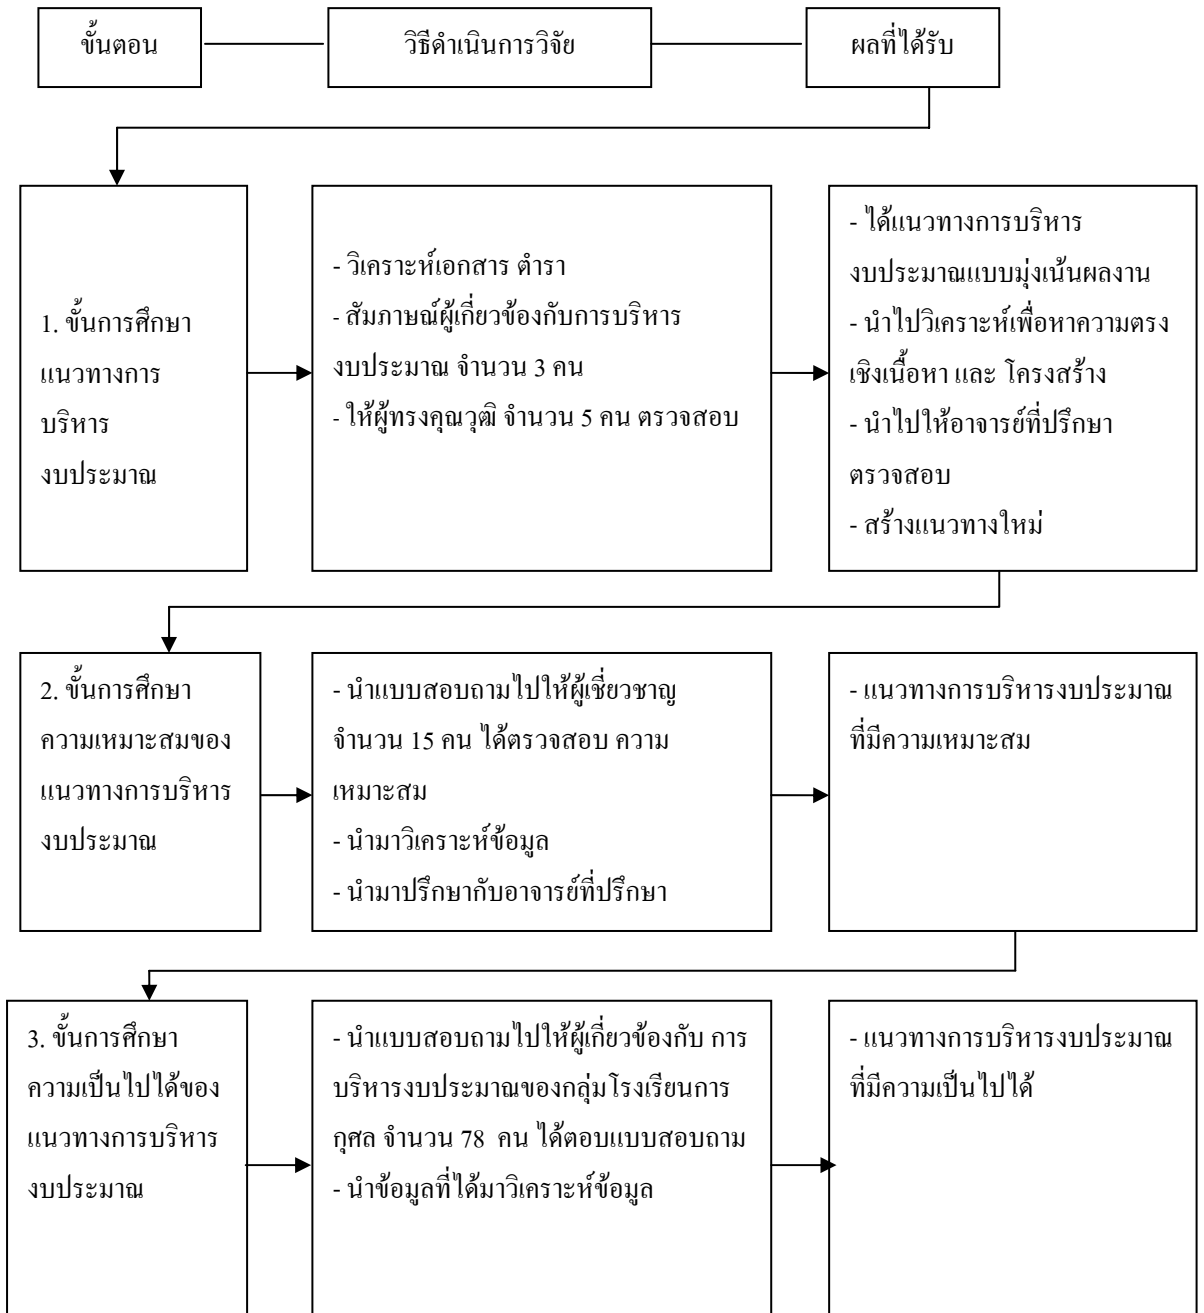 ขั้นตอน
วิธีดำเนินการวิจัย
ผลที่ได้รับ
1. ขั้นการศึกษา
แนวทางการ
บริหาร
งบประมาณ
- วิเคราะห์เอกสาร ตำรา
- สัมภาษณ์ผู้เกี่ยวข้องกับการบริหาร
งบประมาณ จำนวน 3 คน
- ให้ผู้ทรงคุณวุฒิ จำนวน 5 คน ตรวจสอบ
- ได้แนวทางการบริหาร
งบประมาณแบบมุ่งเน้นผลงาน
- นำไปวิเคราะห์เพื่อหาความตรง
เชิงเนื้อหา และ โครงสร้าง
- นำไปให้อาจารย์ที่ปรึกษา
ตรวจสอบ
- สร้างแนวทางใหม่
2. ขั้นการศึกษา
ความเหมาะสมของ
แนวทางการบริหาร
งบประมาณ
- นำแบบสอบถามไปให้ผู้เชี่ยวชาญ
จำนวน 15 คน ได้ตรวจสอบ ความ
เหมาะสม
- นำมาวิเคราะห์ข้อมูล
- นำมาปรึกษากับอาจารย์ที่ปรึกษา
- แนวทางการบริหารงบประมาณ
ที่มีความเหมาะสม
3. ขั้นการศึกษา
ความเป็นไปได้ของ
แนวทางการบริหาร
งบประมาณ
- นำแบบสอบถามไปให้ผู้เกี่ยวข้องกับ การ
บริหารงบประมาณของกลุ่มโรงเรียนการ
กุศล จำนวน 78 คน ได้ตอบแบบสอบถาม
- นำข้อมูลที่ได้มาวิเคราะห์ข้อมูล
- แนวทางการบริหารงบประมาณ
ที่มีความเป็นไปได้